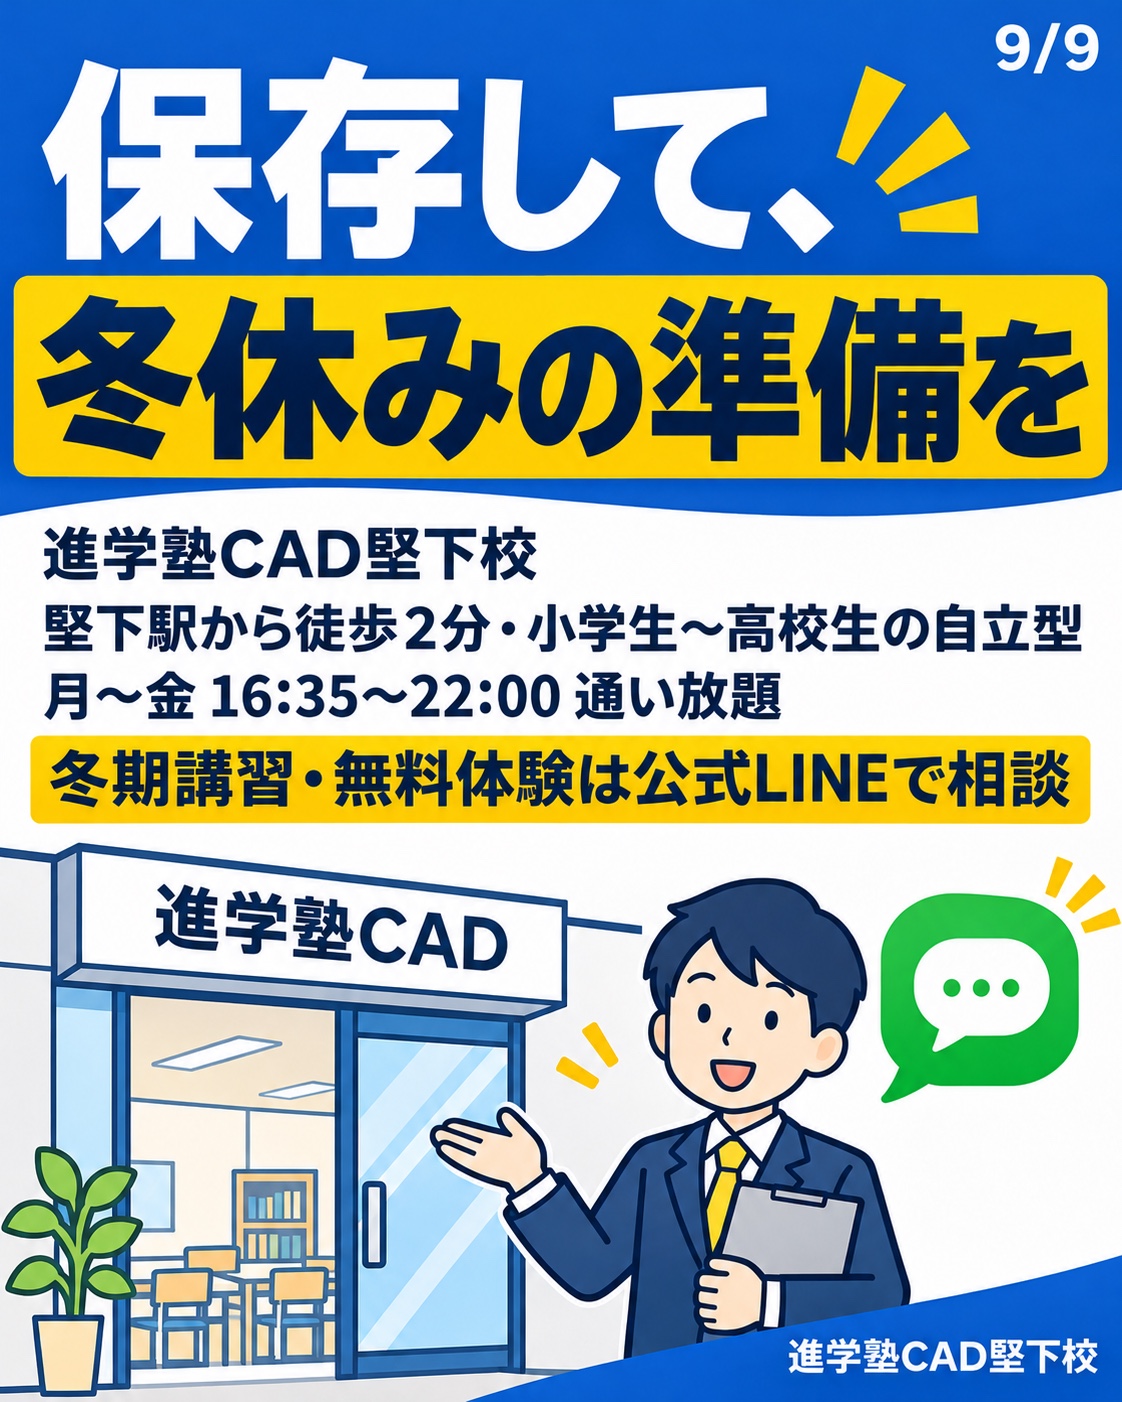 9/9
保存して、
冬休みの準備を
進学塾CAD堅下校
堅下駅から徒歩2分・小学生～高校生の自立型
月～金 16:35～22:00 通い放題
冬期講習・無料体験は公式LINEで相談
進学塾CAD
進学塾CAD堅下校